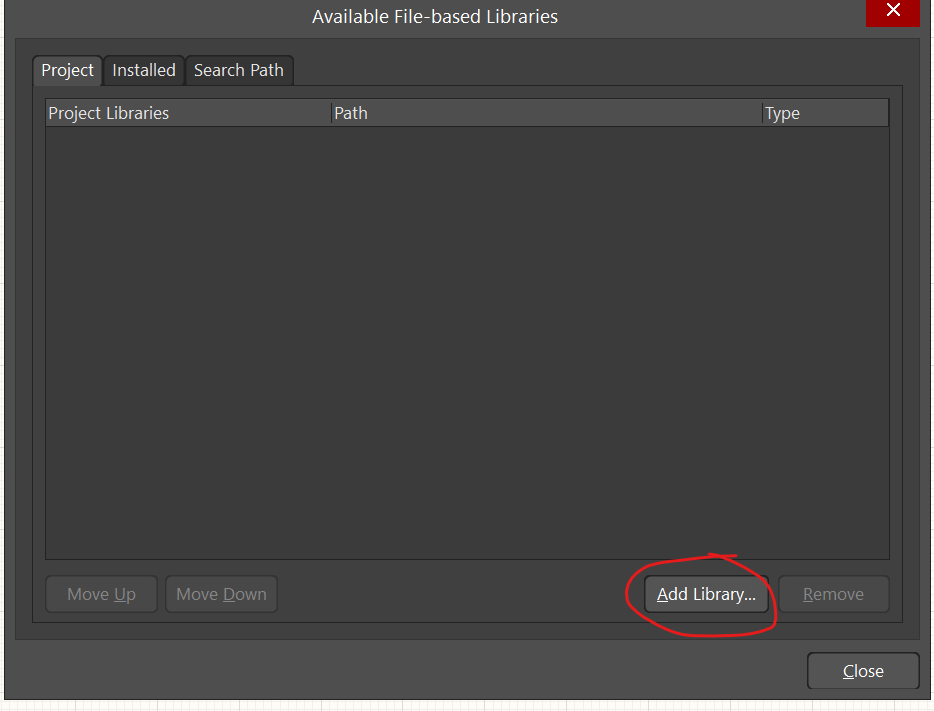 Available File-based Libraries
Project Installed Search Path
Project Libraries Path Type
Move Up Move Down Add Library... Remove
Close